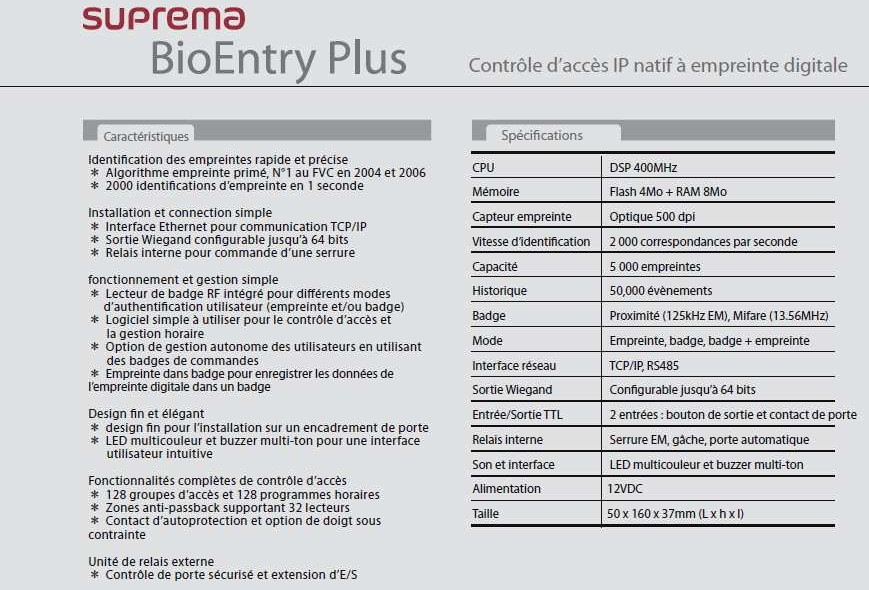 suprema
BioEntry Plus
Contrôle d'accès IP natif à empreinte digitale
Caractéristiques
Identification des empreintes rapide et précise
* Algorithme empreinte primé, N°1 au FVC en 2004 et 2006
* 2000 identifications d'empreinte en 1 seconde
Installation et connection simple
* Interface Ethernet pour communication TCP/IP
* Sortie Wiegand configurable jusqu'à 64 bits
* Relais interne pour commande d'une serrure
fonctionnement et gestion simple
* Lecteur de badge RF intégré pour différents modes
d'authentification utilisateur (empreinte et/ou badge)
* Logiciel simple à utiliser pour le contrôle d'accès et
la gestion horaire
* Option de gestion autonome des utilisateurs en utilisant
des badges de commandes
* Empreinte dans badge pour enregistrer les données de
l'empreinte digitale dans un badge
Design fin et élégant
* design fin pour l'installation sur un encadrement de porte
* LED multicouleur et buzzer multi-ton pour une interface
utilisateur intuitive
Fonctionnalités complètes de contrôle d'accès
* 128 groupes d'accès et 128 programmes horaires
* Zones anti-passback supportant 32 lecteurs
* Contact d'autoprotection et option de doigt sous
contrainte
Unité de relais externe
* Contrôle de porte sécurisé et extension d'E/S
Spécifications
CPU DSP 400MHz
Mémoire Flash 4Mo + RAM 8Mo
Capteur empreinte Optique 500 dpi
Vitesse d'identification 2 000 correspondances par seconde
Capacité 5 000 empreintes
Historique 50,000 évènements
Badge Proximité (125kHz EM), Mifare (13.56MHz)
Mode Empreinte, badge, badge + empreinte
Interface réseau TCP/IP, RS485
Sortie Wiegand Configurable jusqu'à 64 bits
Entrée/Sortie TTL 2 entrées : bouton de sortie et contact de porte
Relais interne Serrure EM, gâche, porte automatique
Son et interface LED multicouleur et buzzer multi-ton
Alimentation 12VDC
Taille 50 x 160 x 37mm (L x h x l)